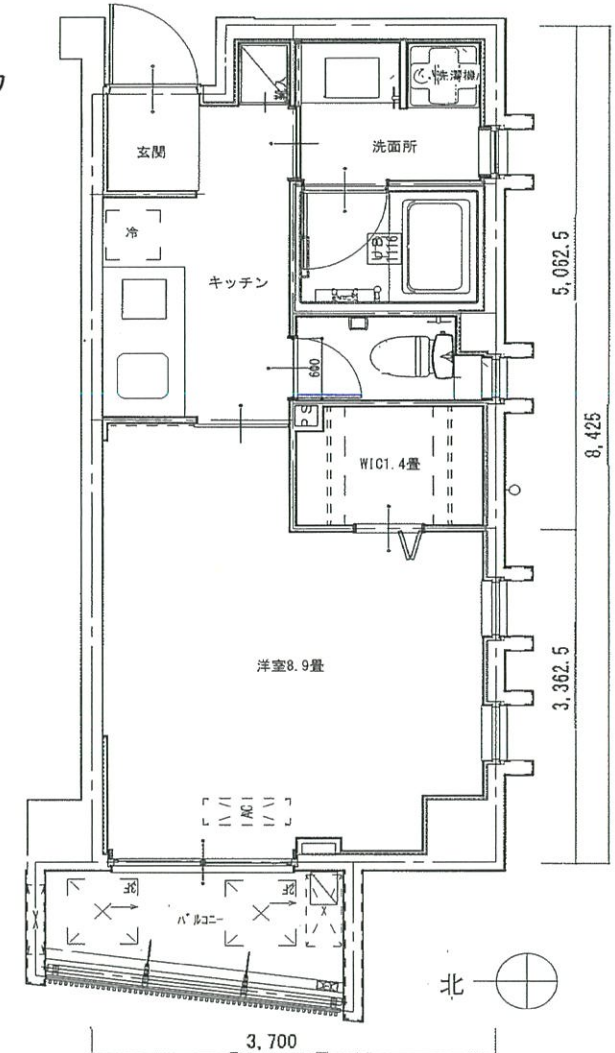 玄関
洗面所
洗濯機
冷
キッチン
UB
1116
600
PS
WIC1.4畳
洋室8.9畳
AC
バルコニー
北
5,062.5
8,425
3,362.5
3,700